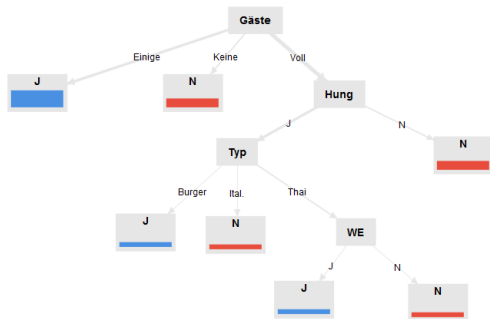 Gäste
Einige
Keine
Voll
J
N
Hung
J
N
Typ
N
Burger
Ital.
Thai
J
N
WE
J
N
J
N